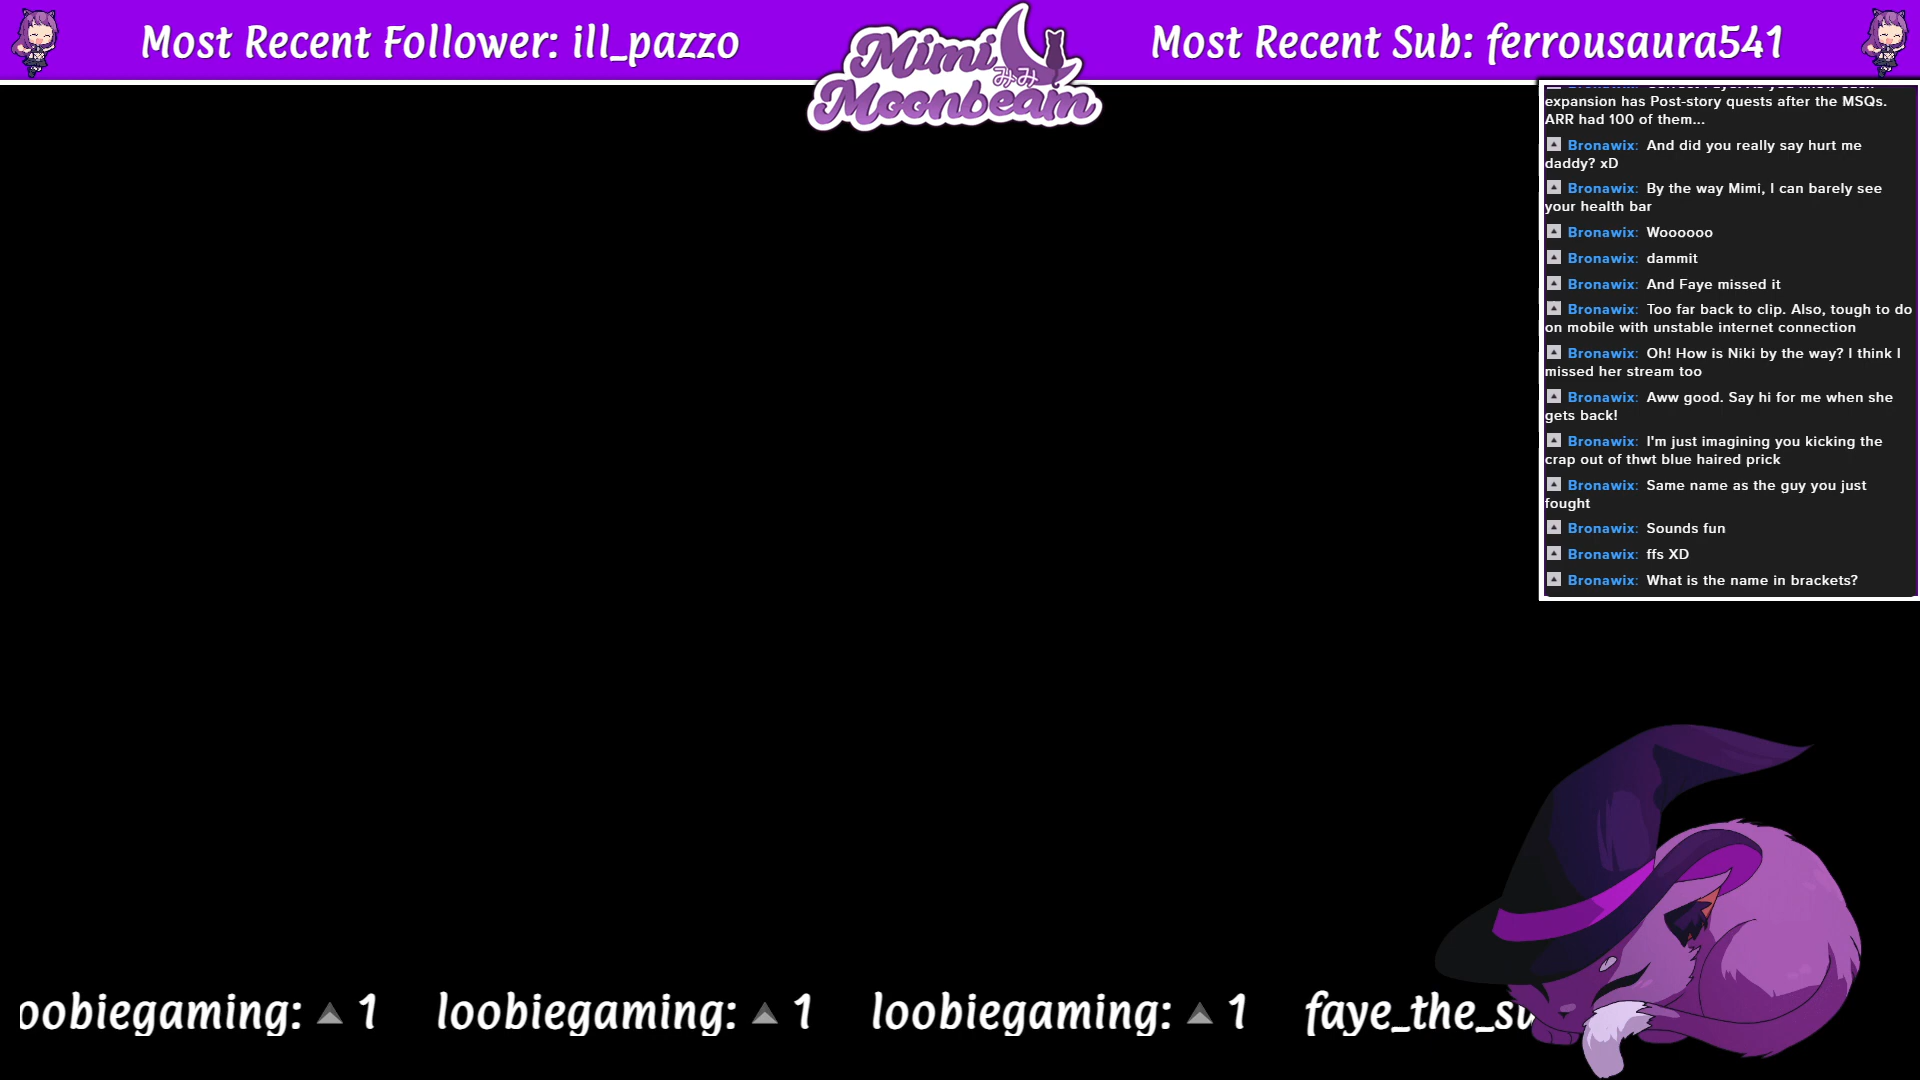 Most Recent Follower: ill_pazzo
Mimi
みみ
Moonbeam
Most Recent Sub: ferrousaura541
expansion has Post-story quests after the MSQs.
ARR had 100 of them...
Bronawix: And did you really say hurt me
daddy? xD
Bronawix: By the way Mimi, I can barely see
your health bar
Bronawix: Woooooo
Bronawix: dammit
Bronawix: And Faye missed it
Bronawix: Too far back to clip. Also, tough to do
on mobile with unstable internet connection
Bronawix: Oh! How is Niki by the way? I think I
missed her stream too
Bronawix: Aww good. Say hi for me when she
gets back!
Bronawix: I'm just imagining you kicking the
crap out of thwt blue haired prick
Bronawix: Same name as the guy you just
fought
Bronawix: Sounds fun
Bronawix: ffs XD
Bronawix: What is the name in brackets?
oobiegaming: 1 loobiegaming: 1 loobiegaming: 1 faye_the_su